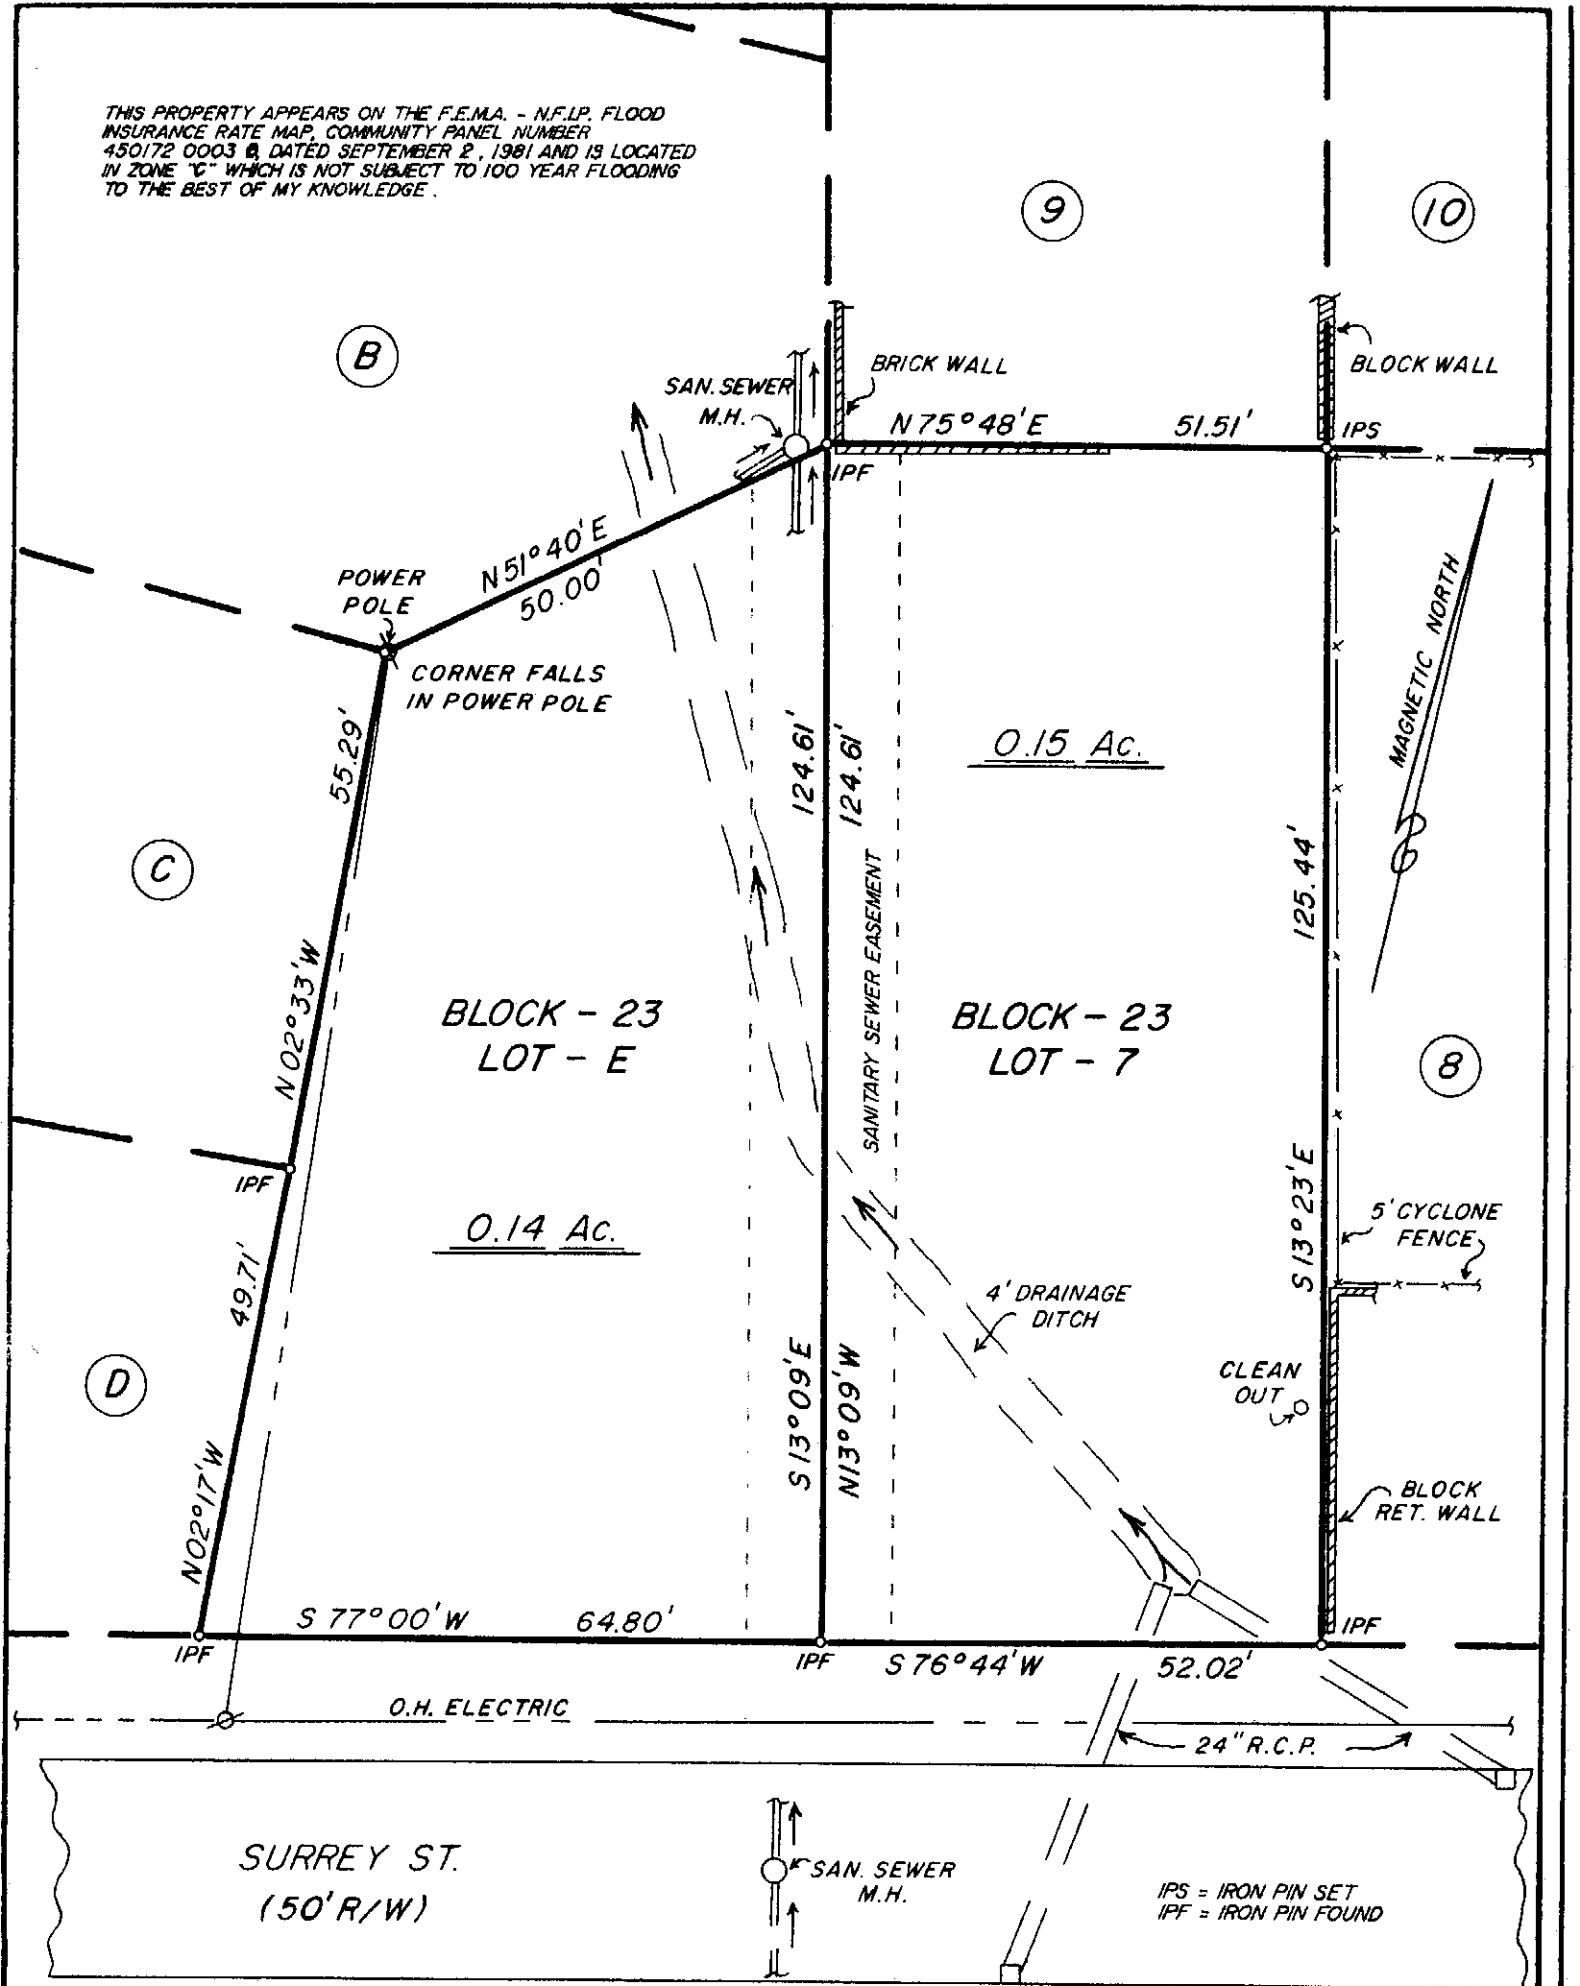 THIS PROPERTY APPEARS ON THE F.E.M.A. - N.F.I.P. FLOOD
INSURANCE RATE MAP, COMMUNITY PANEL NUMBER
450172 0003 DATED SEPTEMBER 2, 1981 AND IS LOCATED
IN ZONE "C" WHICH IS NOT SUBJECT TO 100 YEAR FLOODING
TO THE BEST OF MY KNOWLEDGE.
9
10
B
SAN. SEWER
M.H.
BRICK WALL
BLOCK WALL
N 75°48' E
51.51'
IPS
IPF
N 51°40' E
50.00'
POWER
POLE
CORNER FALLS
IN POWER POLE
55.29'
N 02°33' W
C
124.61'
124.61'
0.15 Ac.
MAGNETIC NORTH
125.44'
SANITARY SEWER EASEMENT
BLOCK - 23
LOT - E
BLOCK - 23
LOT - 7
8
IPF
0.14 Ac.
S 13°23' E
5' CYCLONE
FENCE
49.71'
4' DRAINAGE
DITCH
D
S 13°09' E
N 13°09' W
CLEAN
OUT
N 02°17' W
BLOCK
RET. WALL
S 77°00' W
64.80'
IPF
IPF
IPF
S 76°44' W
52.02'
O.H. ELECTRIC
24" R.C.P.
SURREY ST.
(50' R/W)
SAN. SEWER
M.H.
IPS = IRON PIN SET
IPF = IRON PIN FOUND